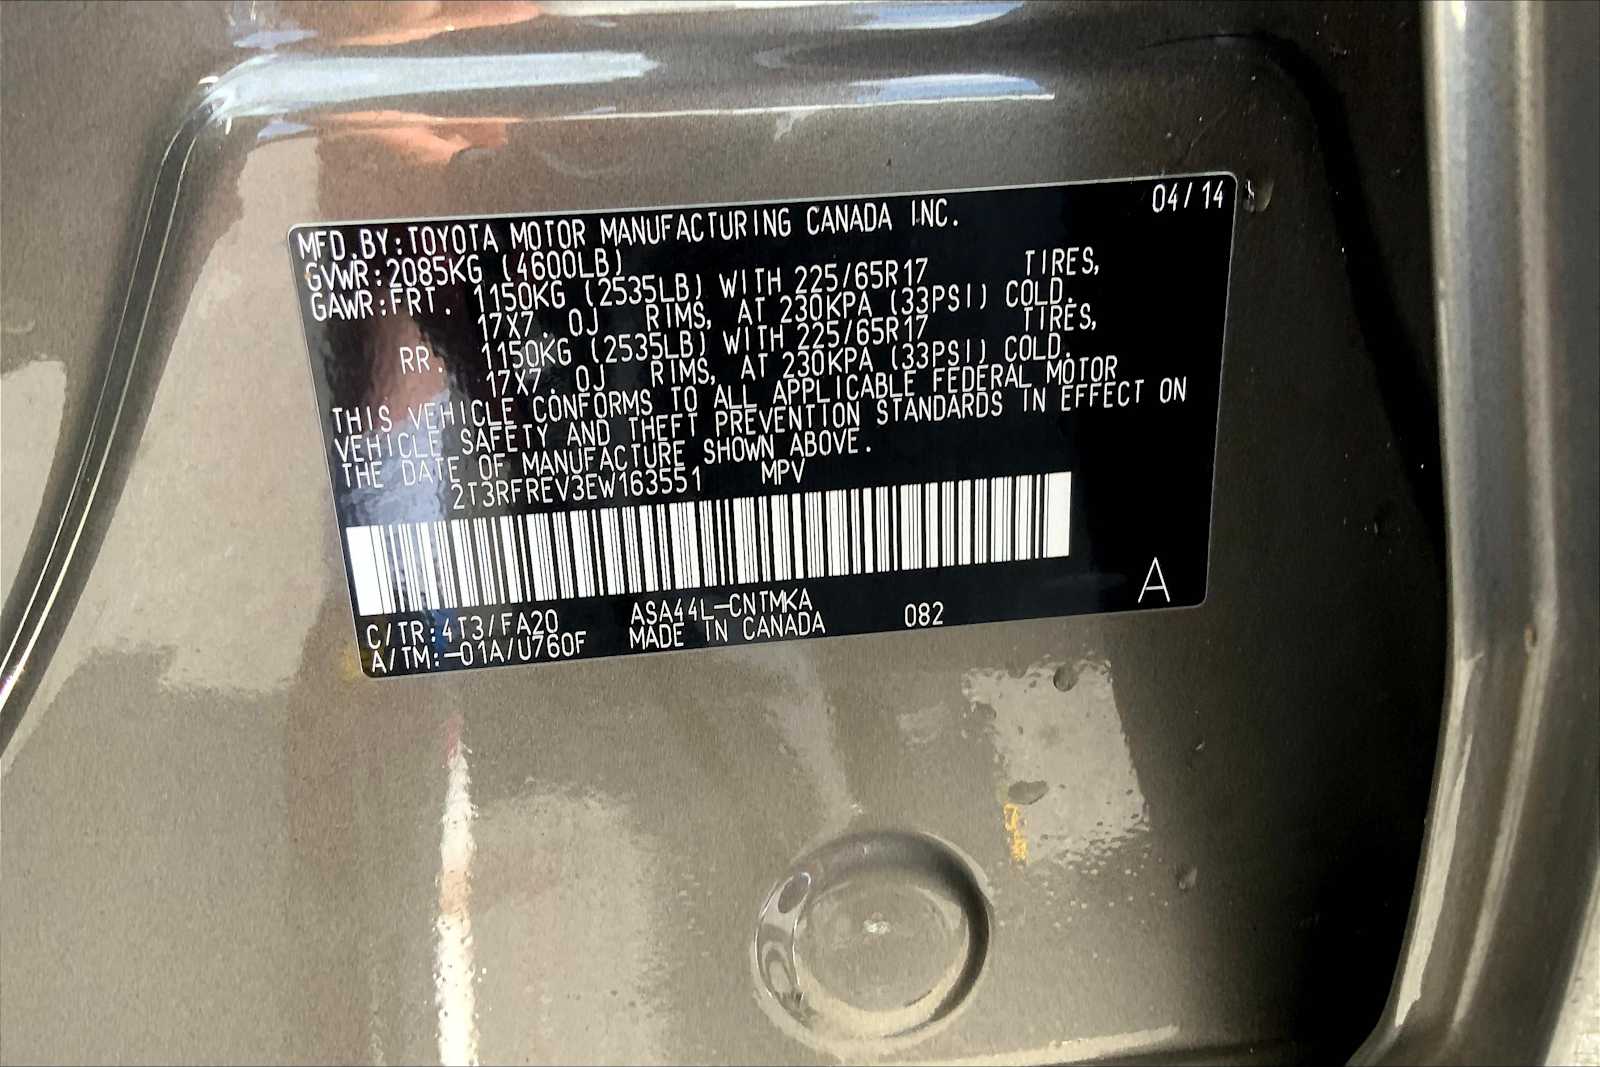 04/14
MFD.BY:TOYOTA MOTOR MANUFACTURING CANADA INC.
GVWR:2085KG (4600LB)
GAWR:FRT. 1150KG (2535LB) WITH 225/65R17 TIRES,
17X7.0J RIMS, AT 230KPA (33PSI) COLD.
RR. 1150KG (2535LB) WITH 225/65R17 TIRES,
17X7.0J RIMS, AT 230KPA (33PSI) COLD.
THIS VEHICLE CONFORMS TO ALL APPLICABLE FEDERAL MOTOR
VEHICLE SAFETY AND THEFT PREVENTION STANDARDS IN EFFECT ON
THE DATE OF MANUFACTURE SHOWN ABOVE.
2T3RFREV3EW163551 MPV
C/TR:4T3/FA20 ASA44L-CNTMKA 082 A
A/TM:-01A/U760F MADE IN CANADA